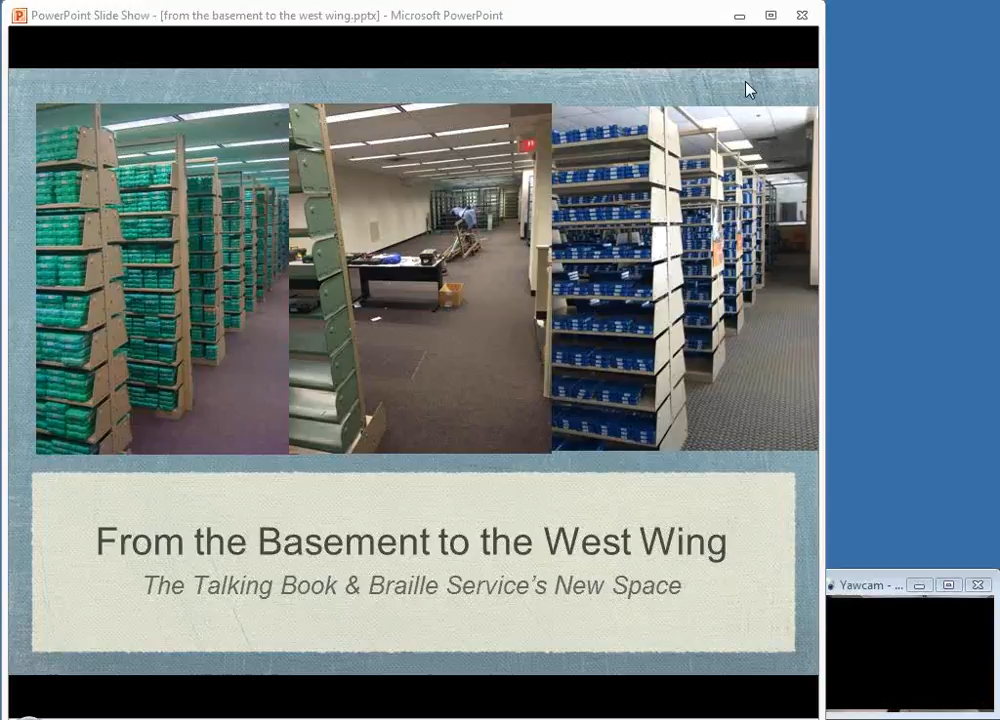 PowerPoint Slide Show - [from the basement to the west wing.pptx] - Microsoft PowerPoint
From the Basement to the West Wing
The Talking Book & Braille Service's New Space
Yawcam - ...